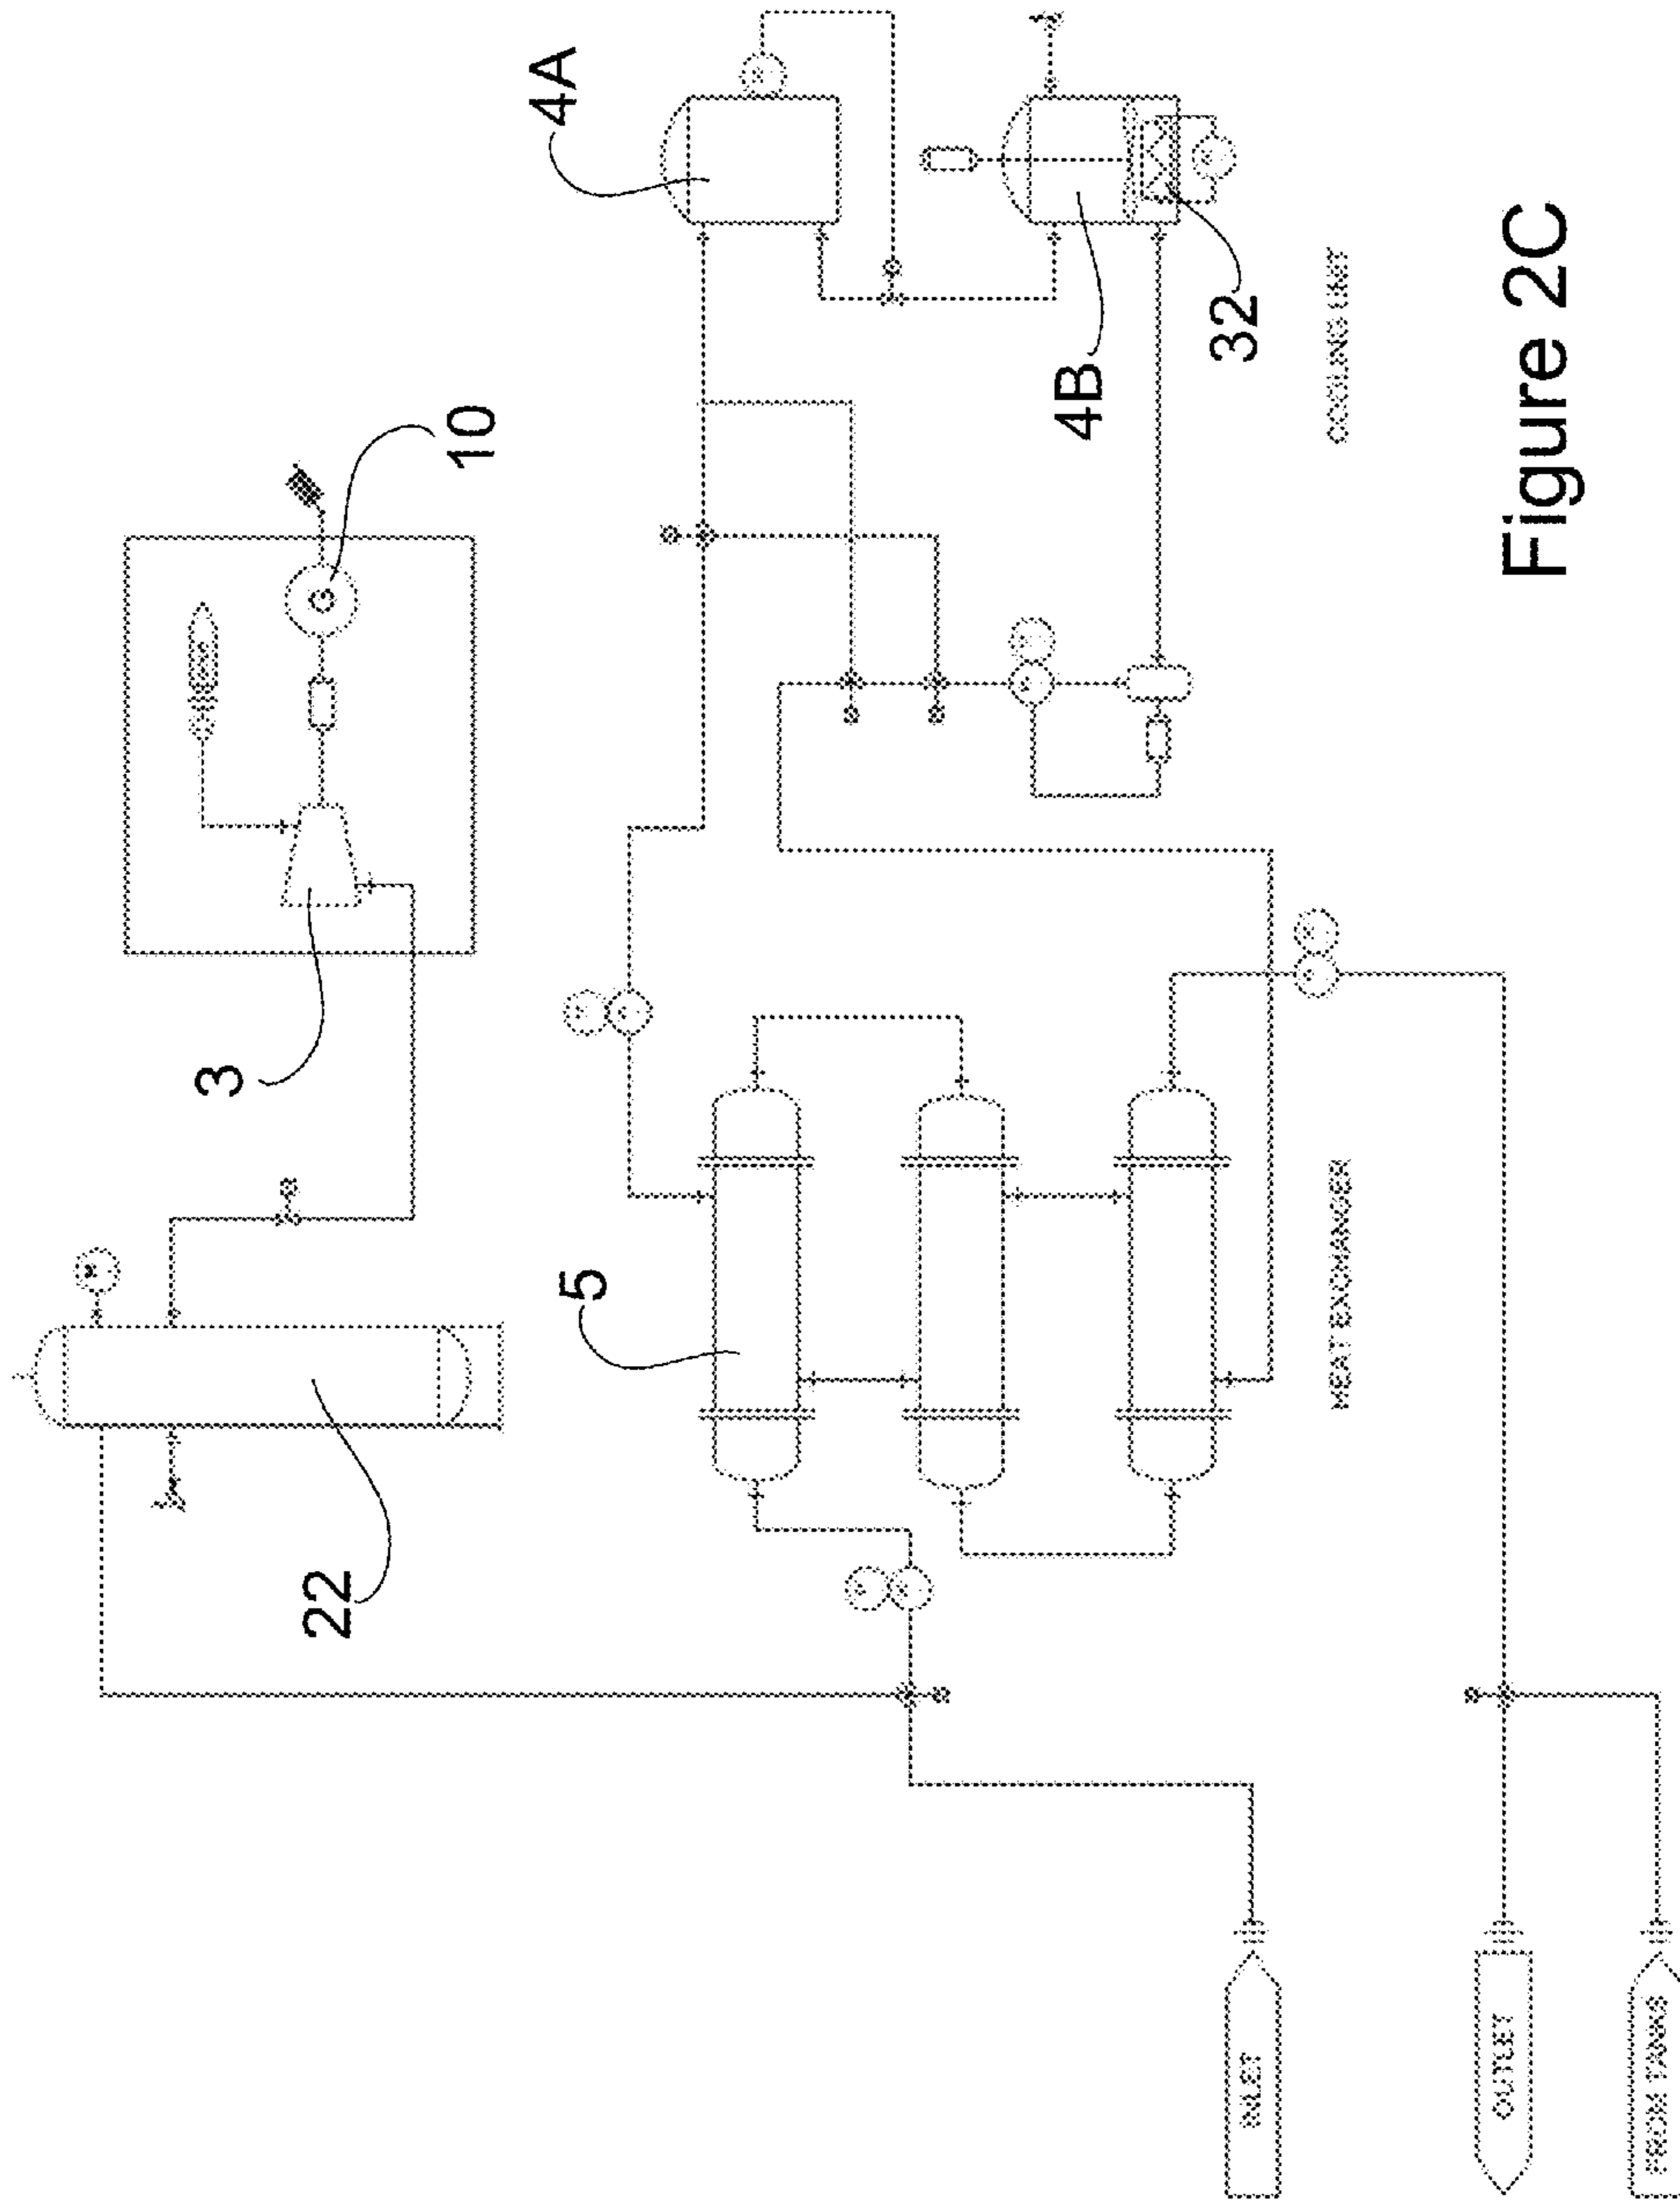 22
3
10
5
4A
4B
32
HEAT EXCHANGER
COOLING UNIT
INLET
OUTLET
FROM TANKS
Figure 2C